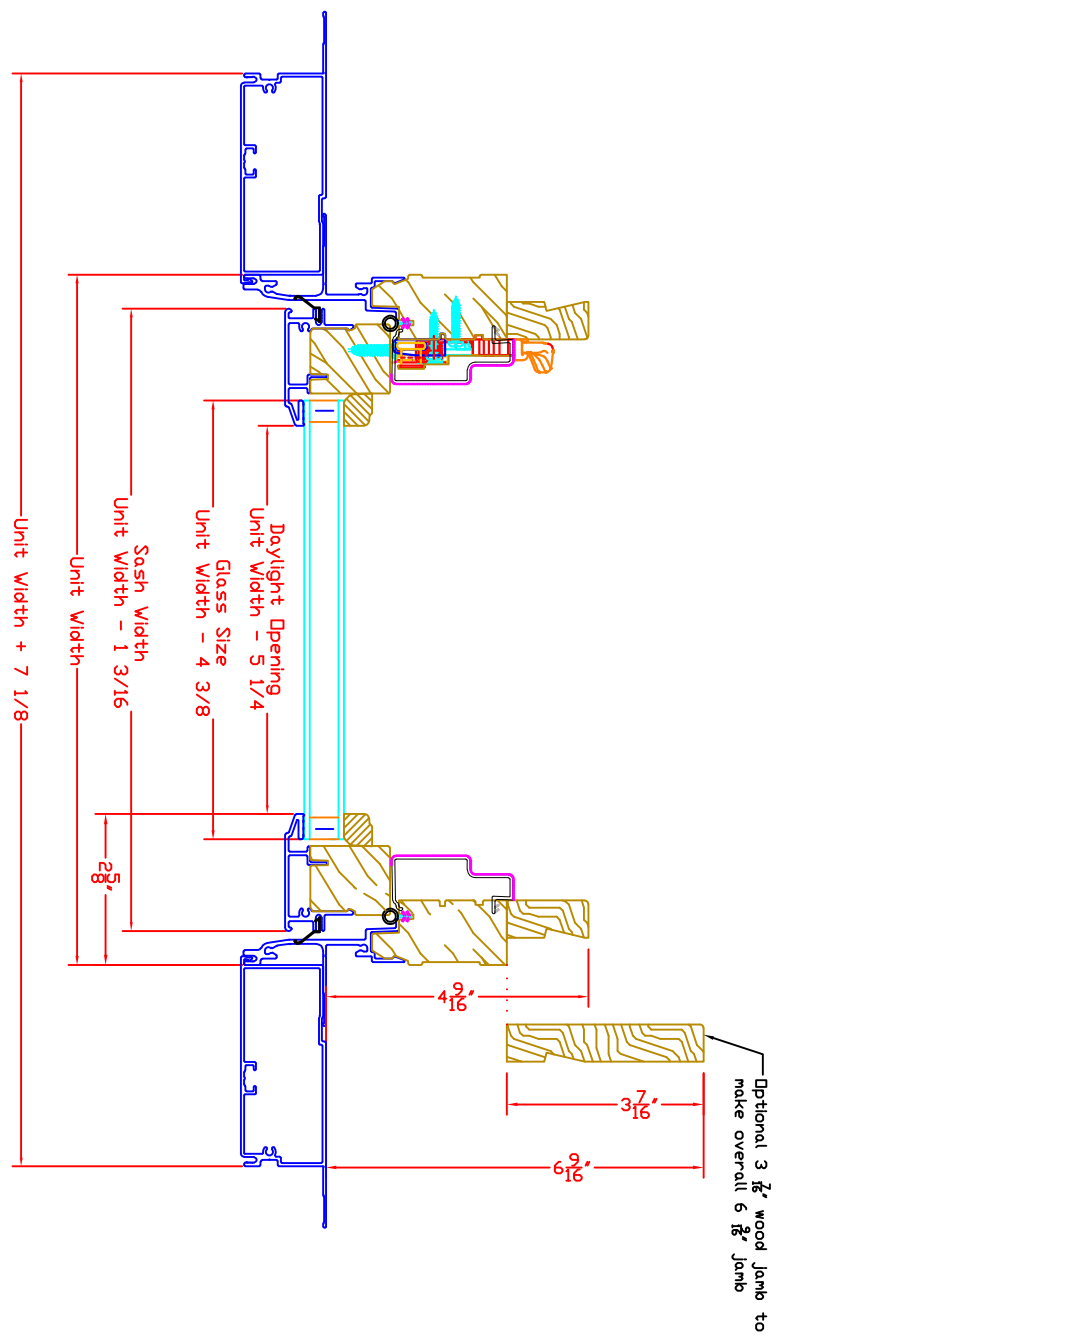 Optional 3 7/16" wood jamb to
make overall 6 9/16" jamb
6 9/16"
3 7/16"
4 9/16"
Daylight Opening
Unit Width - 5 1/4
Glass Size
Unit Width - 4 3/8
Sash Width
Unit Width - 1 3/16
2 5/8"
Unit Width
Unit Width + 7 1/8